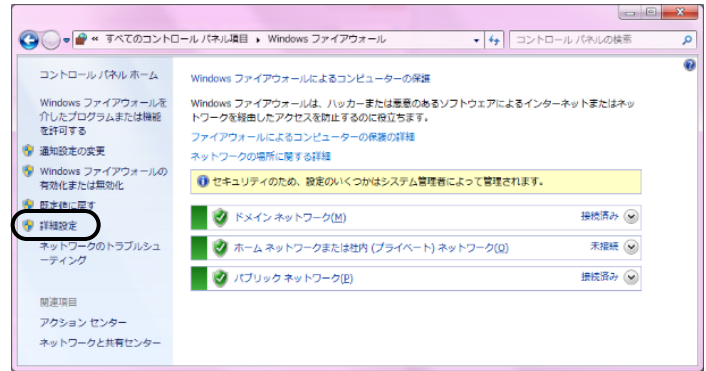 « すべてのコントロール パネル項目 ▸ Windows ファイアウォール
コントロール パネルの検索
コントロール パネル ホーム
Windows ファイアウォールを
介したプログラムまたは機能
を許可する
通知設定の変更
Windows ファイアウォールの
有効化または無効化
既定値に戻す
詳細設定
ネットワークのトラブルシュ
ーティング
関連項目
アクション センター
ネットワークと共有センター
Windows ファイアウォールによるコンピューターの保護
Windows ファイアウォールは、ハッカーまたは悪意のあるソフトウェアによるインターネットまたはネッ
トワークを経由したアクセスを防止するのに役立ちます。
ファイアウォールによるコンピューターの保護の詳細
ネットワークの場所に関する詳細
セキュリティのため、設定のいくつかはシステム管理者によって管理されます。
ドメイン ネットワーク(M) 接続済み
ホーム ネットワークまたは社内 (プライベート) ネットワーク(O) 未接続
パブリック ネットワーク(P) 接続済み